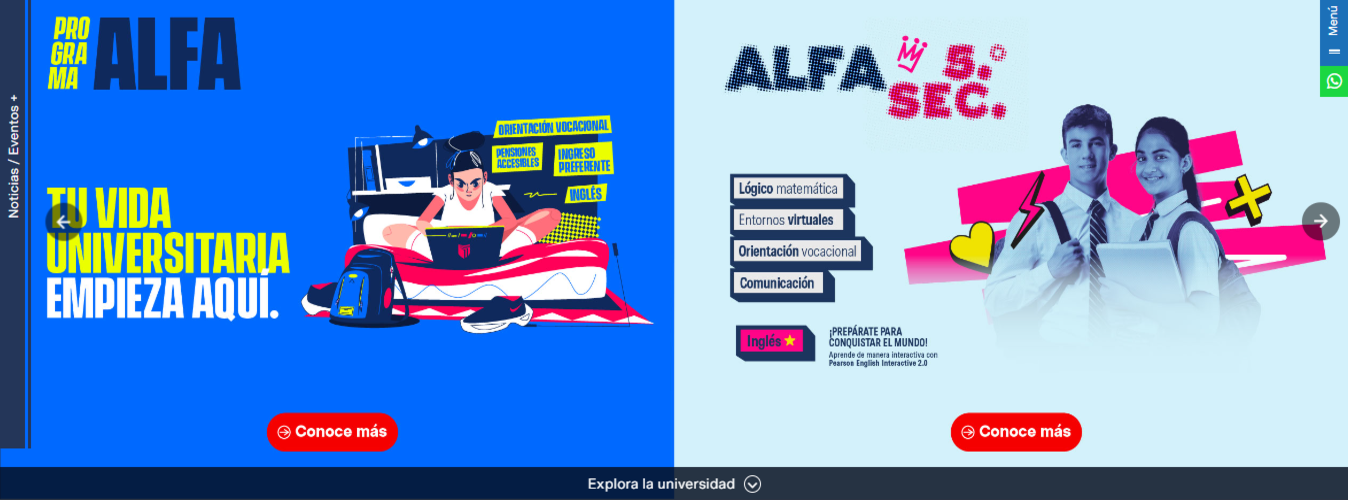 Noticias / Eventos +
PRO
GRA
MA
ALFA
TU VIDA
UNIVERSITARIA
EMPIEZA AQUÍ.
ORIENTACIÓN VOCACIONAL
PENSIONES
ACCESIBLES
INGRESO
PREFERENTE
INGLÉS
Conoce más
ALFA 5.°
SEC.
Lógico matemática
Entornos virtuales
Orientación vocacional
Comunicación
Inglés
¡PREPÁRATE PARA
CONQUISTAR EL MUNDO!
Aprende de manera interactiva con
Pearson English Interactive 2.0
Conoce más
Menú
Explora la universidad